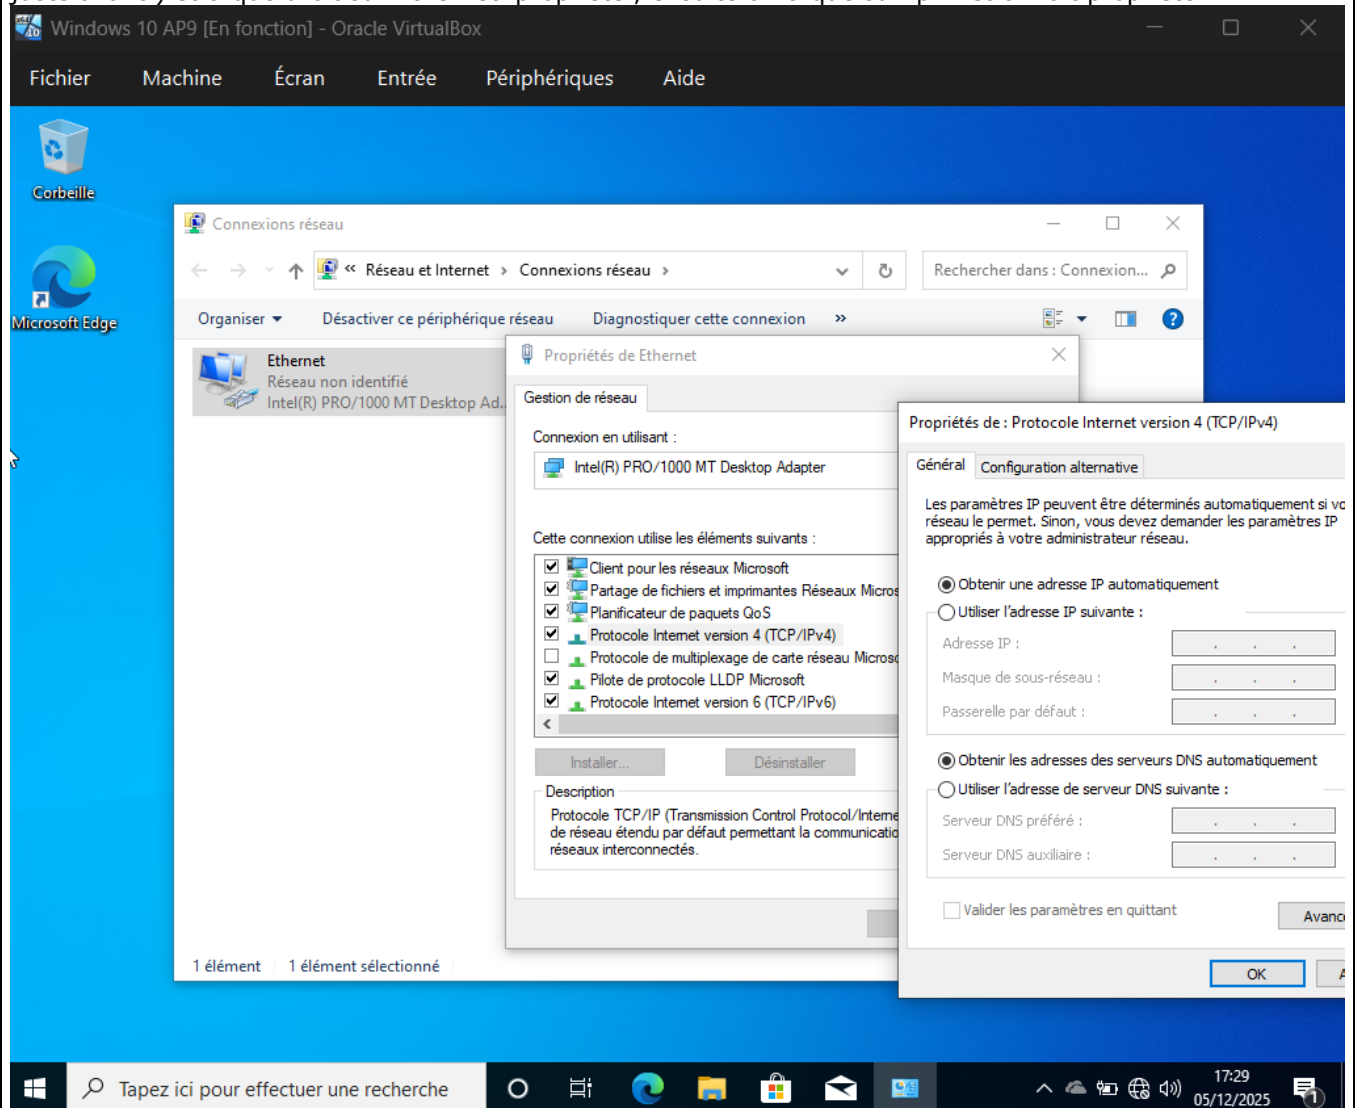 Windows 10 AP9 [En fonction] - Oracle VirtualBox
Fichier Machine Écran Entrée Périphériques Aide
Corbeille
Microsoft Edge
Connexions réseau
« Réseau et Internet › Connexions réseau ›
Rechercher dans : Connexion...
Organiser Désactiver ce périphérique réseau Diagnostiquer cette connexion »
Ethernet
Réseau non identifié
Intel(R) PRO/1000 MT Desktop Ad...
1 élément 1 élément sélectionné
Propriétés de Ethernet
Gestion de réseau
Connexion en utilisant :
Intel(R) PRO/1000 MT Desktop Adapter
Cette connexion utilise les éléments suivants :
Client pour les réseaux Microsoft
Partage de fichiers et imprimantes Réseaux Micros
Planificateur de paquets QoS
Protocole Internet version 4 (TCP/IPv4)
Protocole de multiplexage de carte réseau Microso
Pilote de protocole LLDP Microsoft
Protocole Internet version 6 (TCP/IPv6)
Installer... Désinstaller
Description
Protocole TCP/IP (Transmission Control Protocol/Interne
de réseau étendu par défaut permettant la communicatio
réseaux interconnectés.
Propriétés de : Protocole Internet version 4 (TCP/IPv4)
Général Configuration alternative
Les paramètres IP peuvent être déterminés automatiquement si vo
réseau le permet. Sinon, vous devez demander les paramètres IP
appropriés à votre administrateur réseau.
Obtenir une adresse IP automatiquement
Utiliser l'adresse IP suivante :
Adresse IP :
Masque de sous-réseau :
Passerelle par défaut :
Obtenir les adresses des serveurs DNS automatiquement
Utiliser l'adresse de serveur DNS suivante :
Serveur DNS préféré :
Serveur DNS auxiliaire :
Valider les paramètres en quittant
Avanc
OK
Tapez ici pour effectuer une recherche
17:29
05/12/2025
1